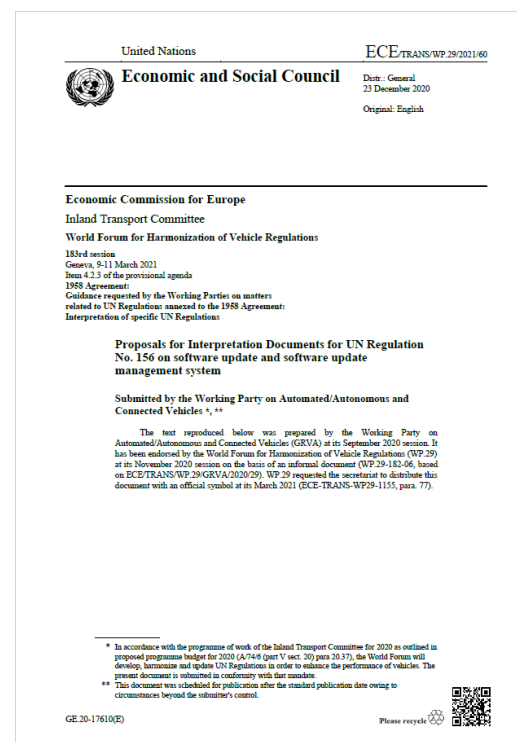 United Nations
ECE/TRANS/WP.29/2021/60
Economic and Social Council
Distr.: General
23 December 2020
Original: English
Economic Commission for Europe
Inland Transport Committee
World Forum for Harmonization of Vehicle Regulations
183rd session
Geneva, 9-11 March 2021
Item 4.2.3 of the provisional agenda
1958 Agreement:
Guidance requested by the Working Parties on matters
related to UN Regulations annexed to the 1958 Agreement:
Interpretation of specific UN Regulations
Proposals for Interpretation Documents for UN Regulation
No. 156 on software update and software update
management system
Submitted by the Working Party on Automated/Autonomous and
Connected Vehicles *, **
The text reproduced below was prepared by the Working Party on
Automated/Autonomous and Connected Vehicles (GRVA) at its September 2020 session. It
has been endorsed by the World Forum for Harmonization of Vehicle Regulations (WP.29)
at its November 2020 session on the basis of an informal document (WP.29-182-06, based
on ECE/TRANS/WP.29/GRVA/2020/29). WP.29 requested the secretariat to distribute this
document with an official symbol at its March 2021 (ECE-TRANS-WP29-1155, para. 77).
* In accordance with the programme of work of the Inland Transport Committee for 2020 as outlined in
proposed programme budget for 2020 (A/74/6 (part V sect. 20) para 20.37), the World Forum will
develop, harmonize and update UN Regulations in order to enhance the performance of vehicles. The
present document is submitted in conformity with that mandate.
** This document was scheduled for publication after the standard publication date owing to
circumstances beyond the submitter's control.
GE.20-17610(E)
Please recycle